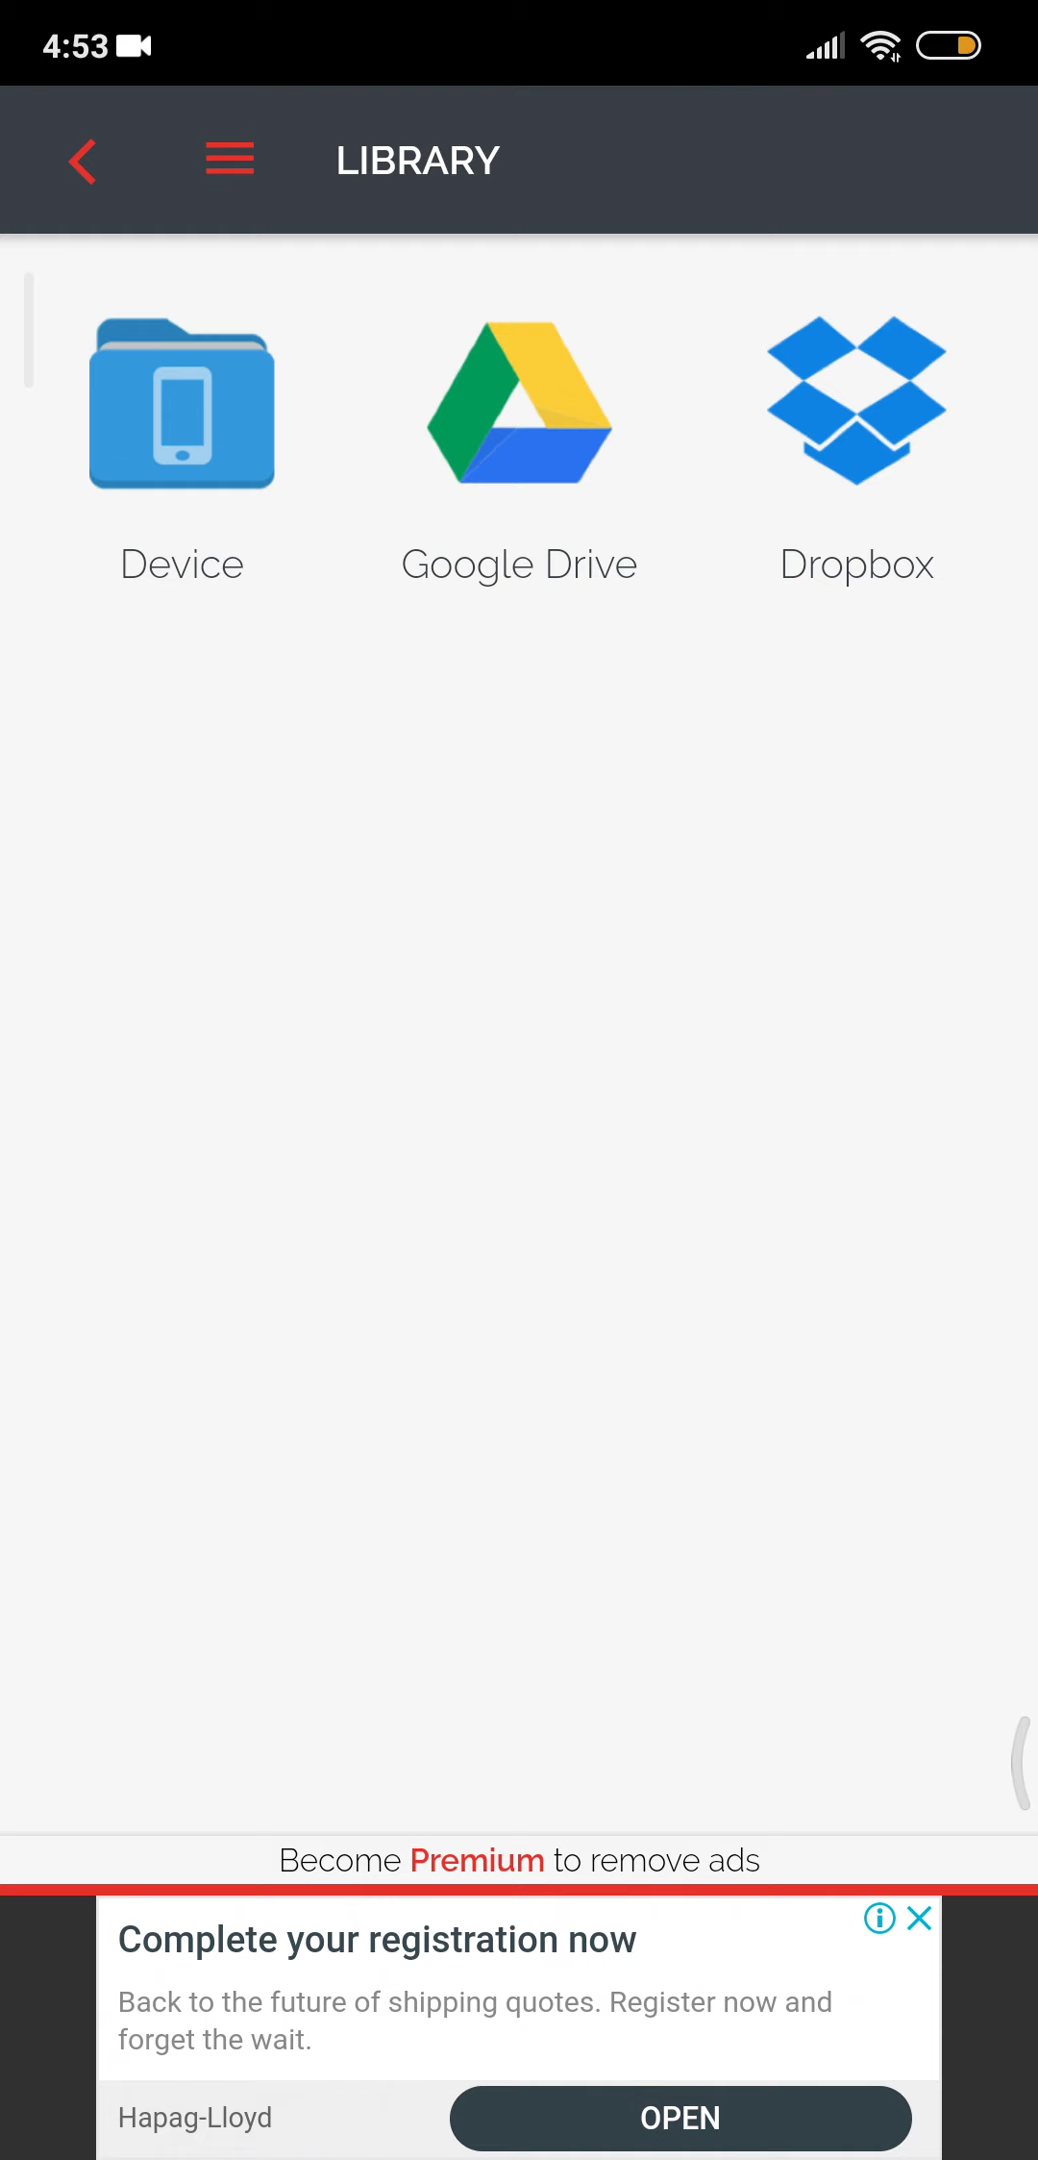 4:53
LIBRARY
Device
Google Drive
Dropbox
Become Premium to remove ads
Complete your registration now
Back to the future of shipping quotes. Register now and
forget the wait.
Hapag-Lloyd
OPEN